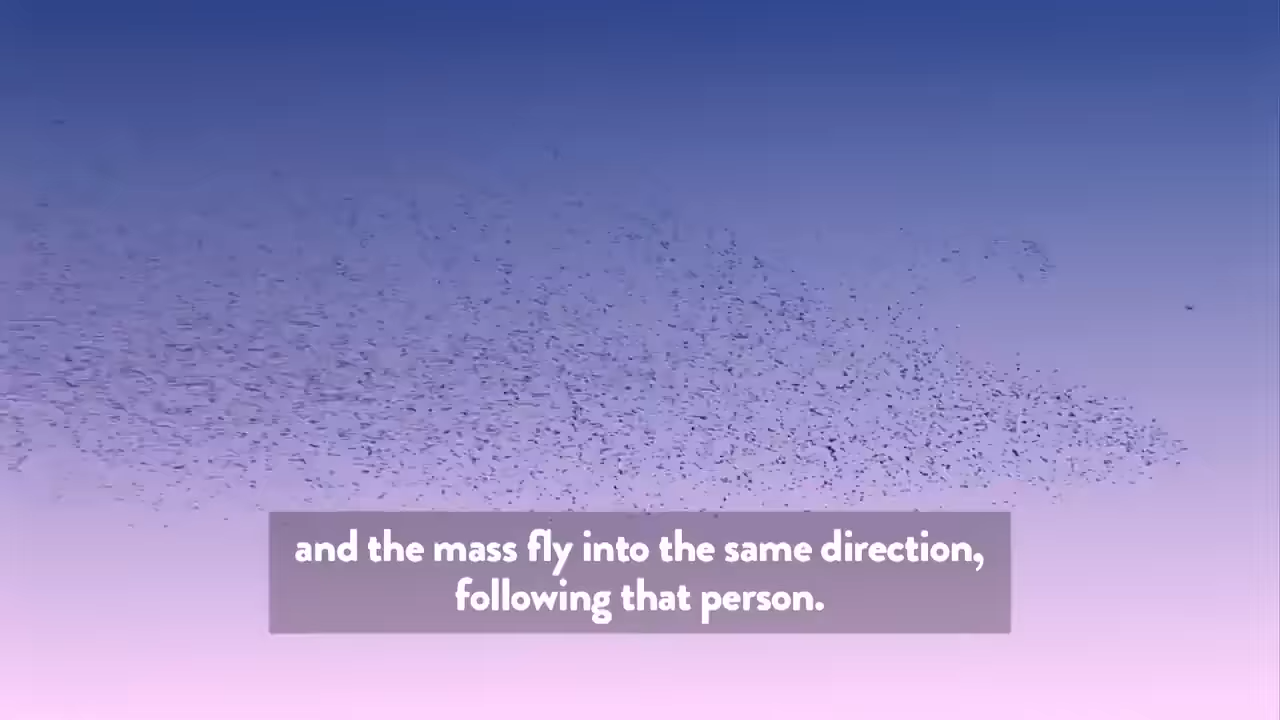 and the mass fly into the same direction,
following that person.